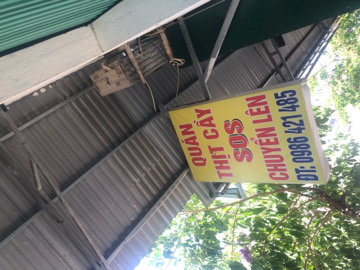 QUÁN
THỊT CẦY
SOS
CHUYỂN LÊN
ĐT: 0986 421 485